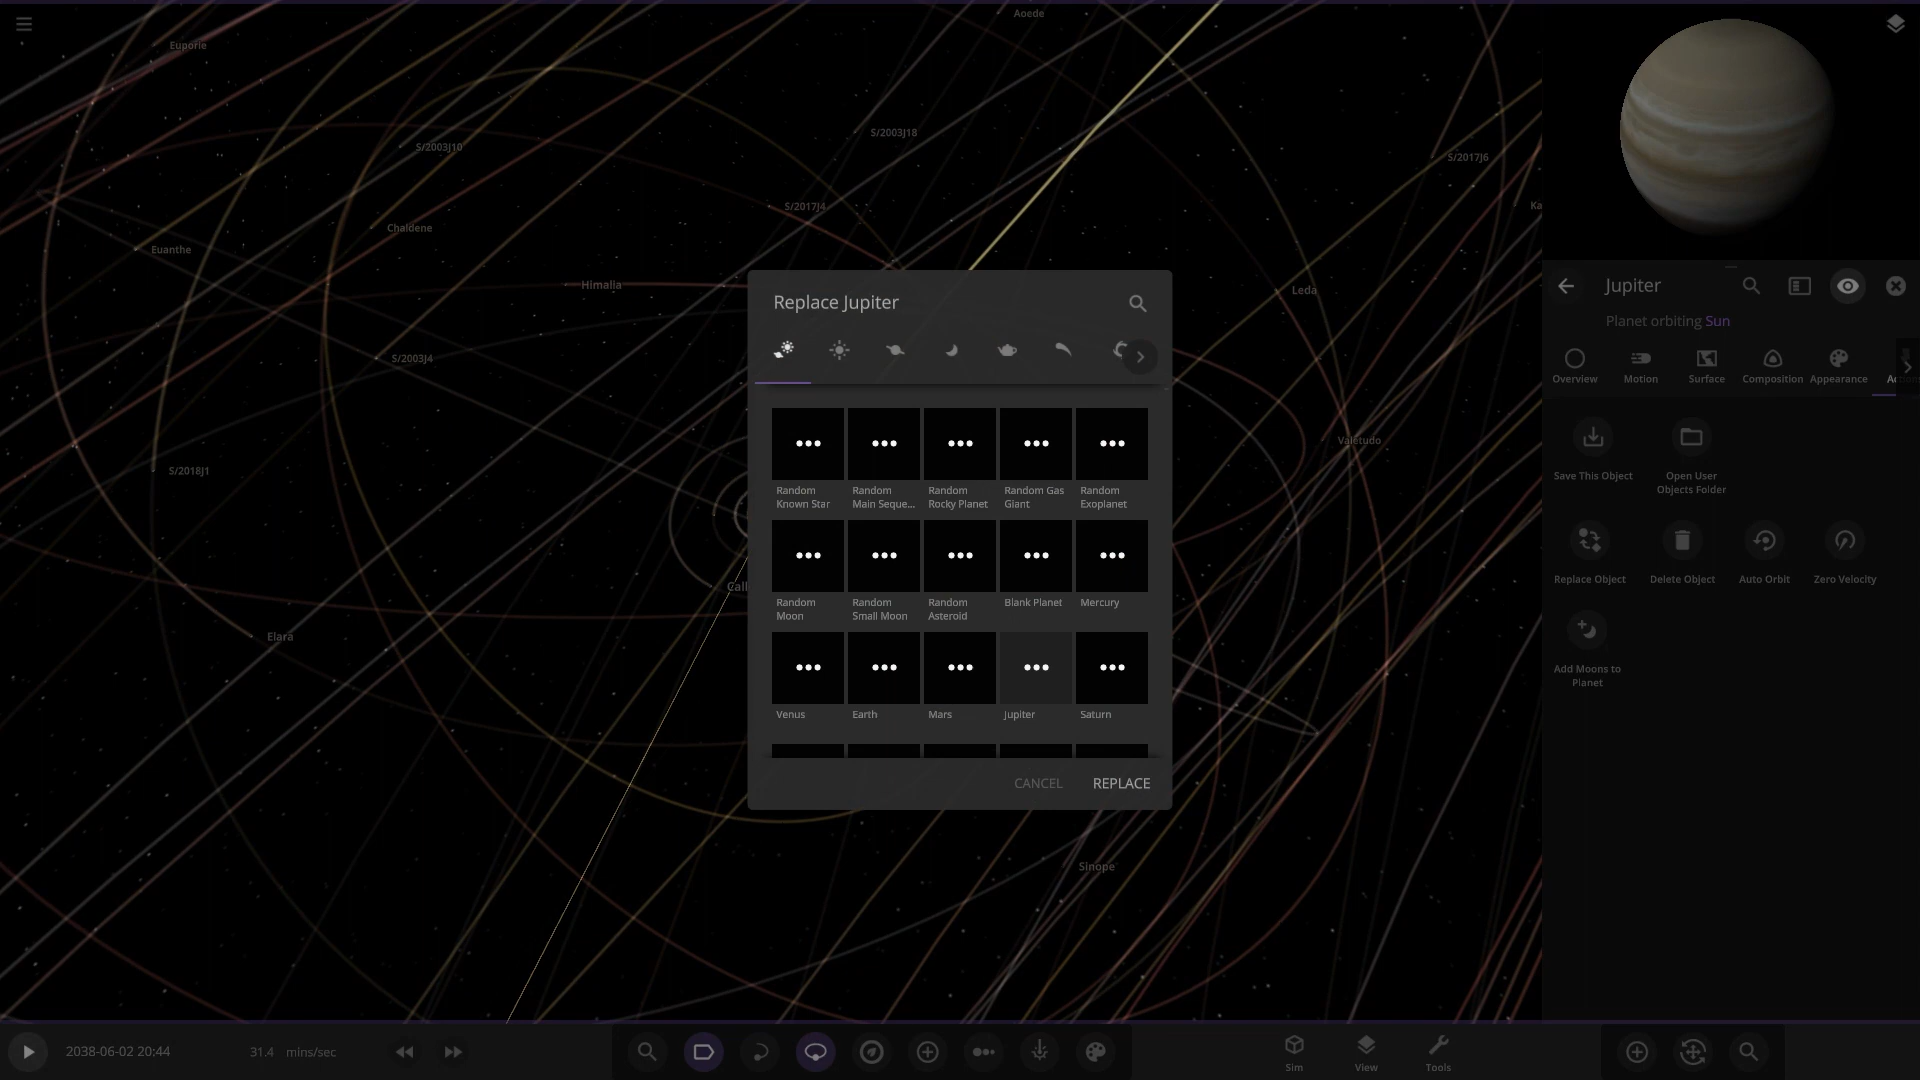 Aoede
Euporie
S/2003J18
S/2003J10
S/2017J6
S/2017J4
Ka
Chaldene
Euanthe
Himalia
Leda
S/2003J4
Valetudo
S/2018J1
Call
Elara
Sinope
Replace Jupiter
Random
Known Star
Random
Main Seque...
Random
Rocky Planet
Random Gas
Giant
Random
Exoplanet
Random
Moon
Random
Small Moon
Random
Asteroid
Blank Planet
Mercury
Venus
Earth
Mars
Jupiter
Saturn
CANCEL
REPLACE
Jupiter
Planet orbiting Sun
Overview
Motion
Surface
Composition
Appearance
Save This Object
Open User
Objects Folder
Replace Object
Delete Object
Auto Orbit
Zero Velocity
Add Moons to
Planet
2038-06-02 20:44
31.4 mins/sec
Sim
View
Tools